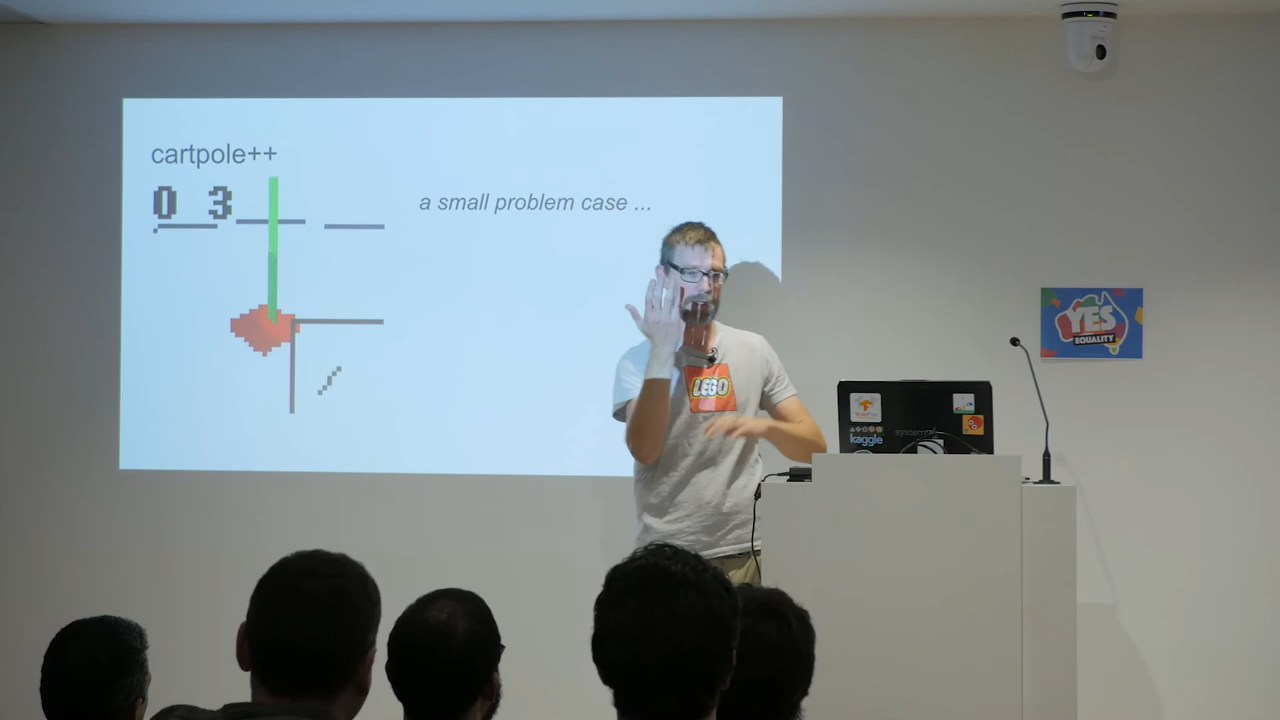 cartpole++
0 3
a small problem case ...
LEGO
YES
EQUALITY
kaggle